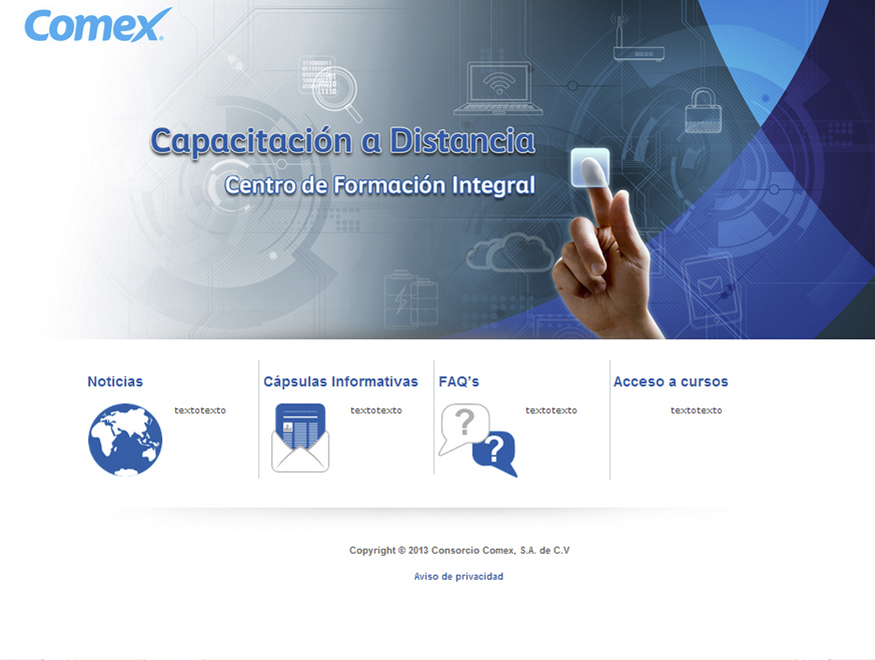 Comex®
Capacitación a Distancia
Centro de Formación Integral
Noticias
textotexto
Cápsulas Informativas
textotexto
FAQ's
textotexto
Acceso a cursos
textotexto
Copyright © 2013 Consorcio Comex, S.A. de C.V
Aviso de privacidad